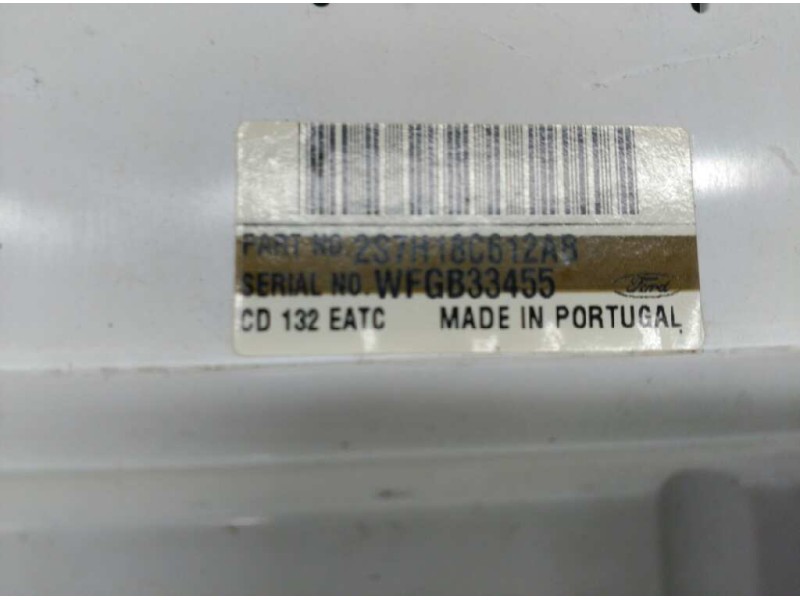 PART NO. 2S7H18C612AB
SERIAL NO. WFGB33455
Ford
CD 132 EATC MADE IN PORTUGAL